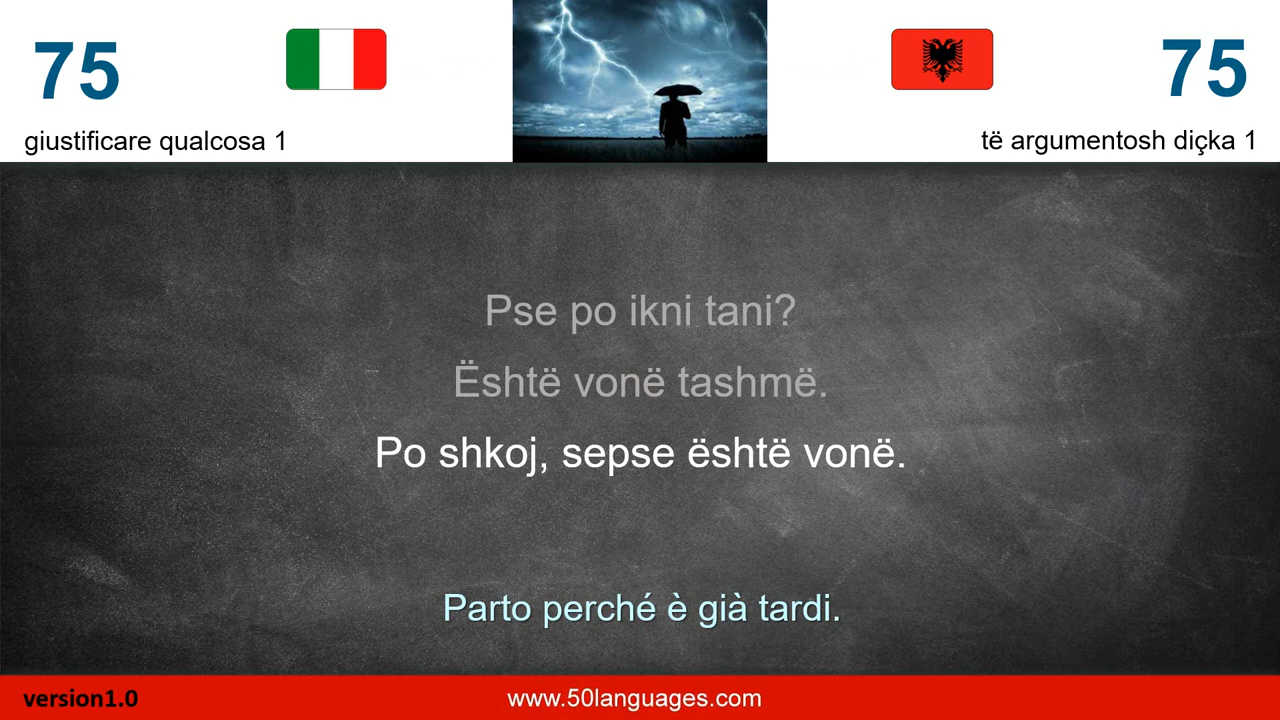 75
75
giustificare qualcosa 1
të argumentosh diçka 1
Pse po ikni tani?
Është vonë tashmë.
Po shkoj, sepse është vonë.
Parto perché è già tardi.
version1.0
www.50languages.com